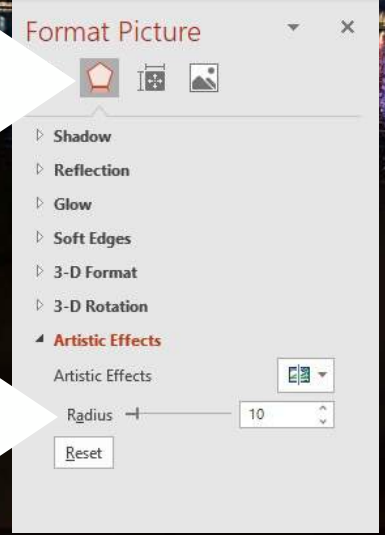 Format Picture
Shadow
Reflection
Glow
Soft Edges
3-D Format
3-D Rotation
Artistic Effects
Artistic Effects
Radius 10
Reset